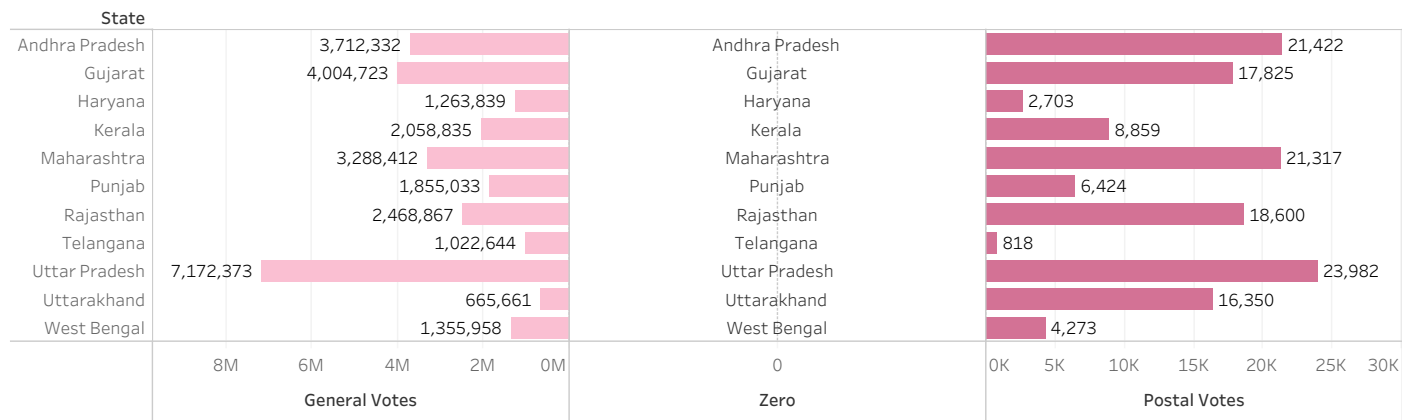 State
Andhra Pradesh 3,712,332 Andhra Pradesh 21,422
Gujarat 4,004,723 Gujarat 17,825
Haryana 1,263,839 Haryana 2,703
Kerala 2,058,835 Kerala 8,859
Maharashtra 3,288,412 Maharashtra 21,317
Punjab 1,855,033 Punjab 6,424
Rajasthan 2,468,867 Rajasthan 18,600
Telangana 1,022,644 Telangana 818
Uttar Pradesh 7,172,373 Uttar Pradesh 23,982
Uttarakhand 665,661 Uttarakhand 16,350
West Bengal 1,355,958 West Bengal 4,273
8M 6M 4M 2M 0M 0 0K 5K 10K 15K 20K 25K 30K
General Votes Zero Postal Votes